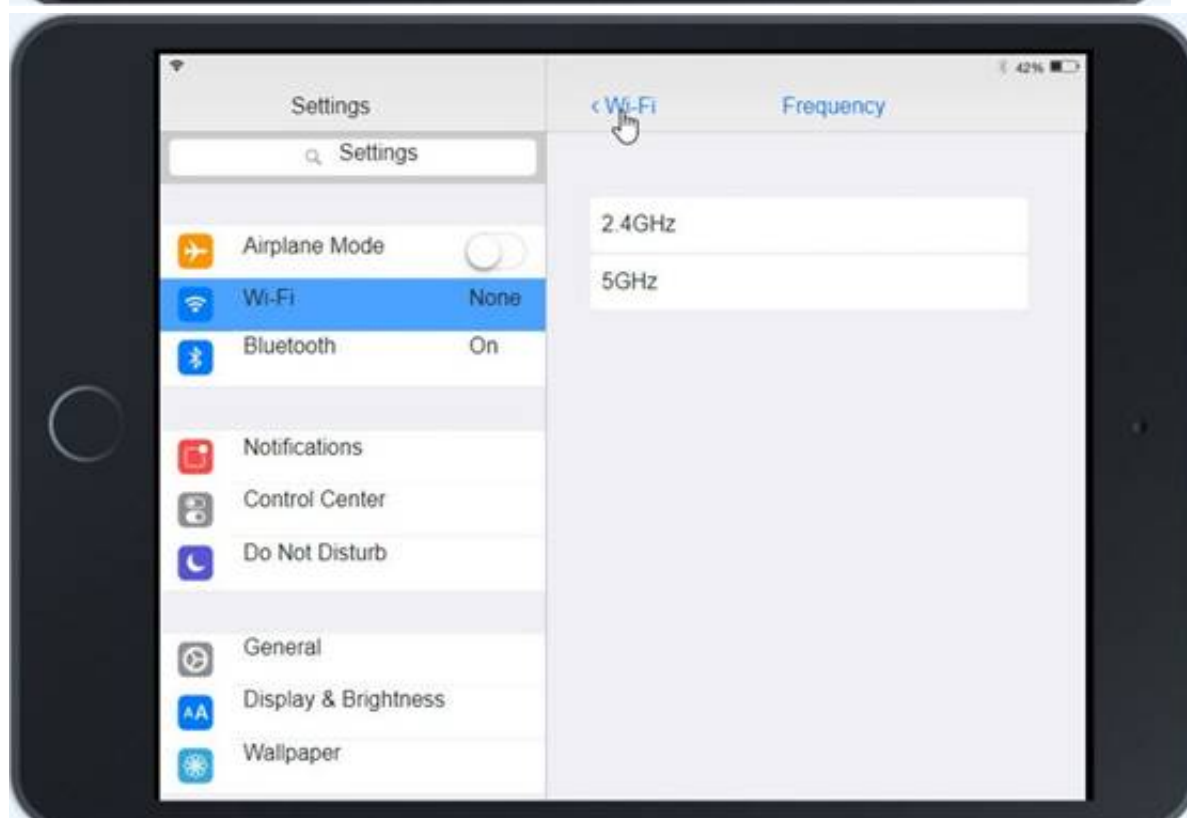 42%
Settings
< Wi-Fi
Frequency
Settings
2.4GHz
5GHz
Airplane Mode
Wi-Fi None
Bluetooth On
Notifications
Control Center
Do Not Disturb
General
AA
Display & Brightness
Wallpaper